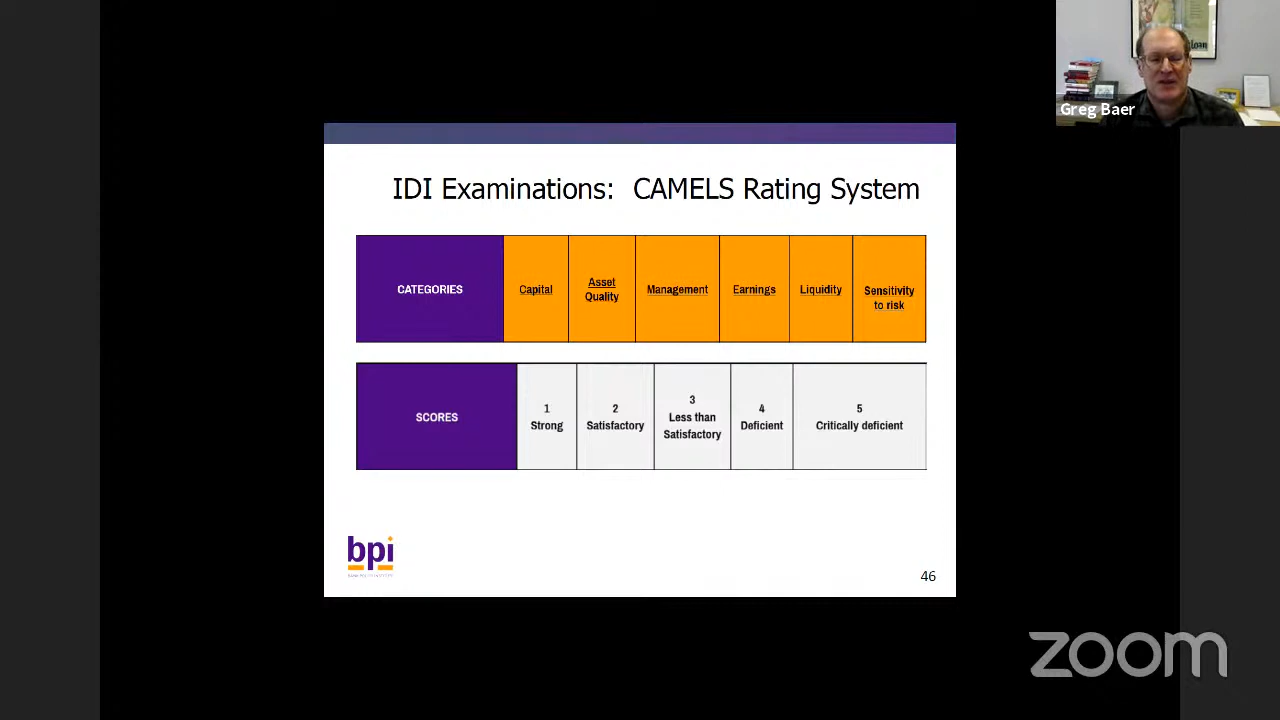 Greg Baer
IDI Examinations: CAMELS Rating System
CATEGORIES
Capital
Asset
Quality
Management
Earnings
Liquidity
Sensitivity
to risk
SCORES
1
Strong
2
Satisfactory
3
Less than
Satisfactory
4
Deficient
5
Critically deficient
bpi
46
zoom